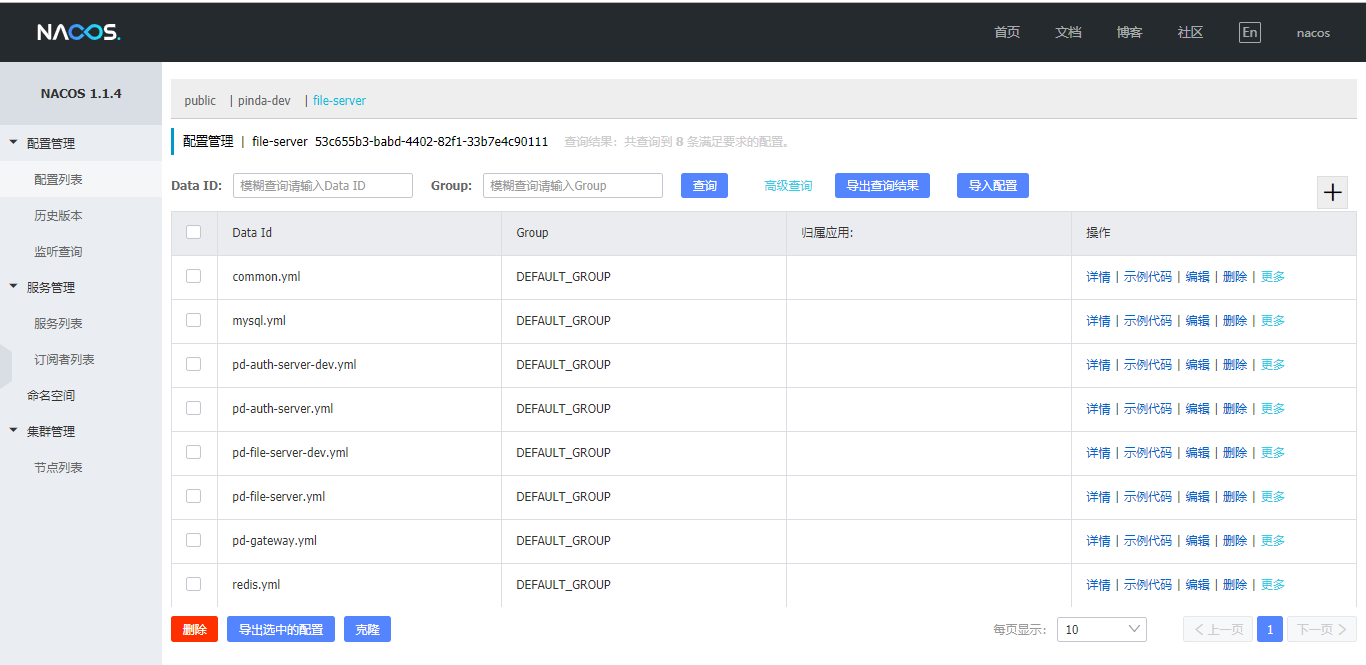 NACOS. 首页 文档 博客 社区 En nacos
NACOS 1.1.4
配置管理
配置列表
历史版本
监听查询
服务管理
服务列表
订阅者列表
命名空间
集群管理
节点列表
public | pinda-dev | file-server
配置管理 | file-server 53c655b3-babd-4402-82f1-33b7e4c90111 查询结果：共查询到 8 条满足要求的配置。
Data ID: 模糊查询请输入Data ID Group: 模糊查询请输入Group 查询 高级查询 导出查询结果 导入配置 +
Data Id Group 归属应用: 操作
common.yml DEFAULT_GROUP 详情 | 示例代码 | 编辑 | 删除 | 更多
mysql.yml DEFAULT_GROUP 详情 | 示例代码 | 编辑 | 删除 | 更多
pd-auth-server-dev.yml DEFAULT_GROUP 详情 | 示例代码 | 编辑 | 删除 | 更多
pd-auth-server.yml DEFAULT_GROUP 详情 | 示例代码 | 编辑 | 删除 | 更多
pd-file-server-dev.yml DEFAULT_GROUP 详情 | 示例代码 | 编辑 | 删除 | 更多
pd-file-server.yml DEFAULT_GROUP 详情 | 示例代码 | 编辑 | 删除 | 更多
pd-gateway.yml DEFAULT_GROUP 详情 | 示例代码 | 编辑 | 删除 | 更多
redis.yml DEFAULT_GROUP 详情 | 示例代码 | 编辑 | 删除 | 更多
删除 导出选中的配置 克隆 每页显示: 10 上一页 1 下一页